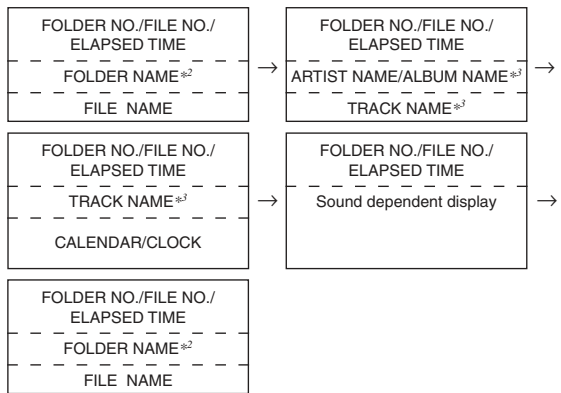 FOLDER NO./FILE NO./
ELAPSED TIME
FOLDER NAME*2
FILE NAME
→
FOLDER NO./FILE NO./
ELAPSED TIME
ARTIST NAME/ALBUM NAME*3
TRACK NAME*3
→
FOLDER NO./FILE NO./
ELAPSED TIME
TRACK NAME*3
CALENDAR/CLOCK
→
FOLDER NO./FILE NO./
ELAPSED TIME
Sound dependent display
→
FOLDER NO./FILE NO./
ELAPSED TIME
FOLDER NAME*2
FILE NAME